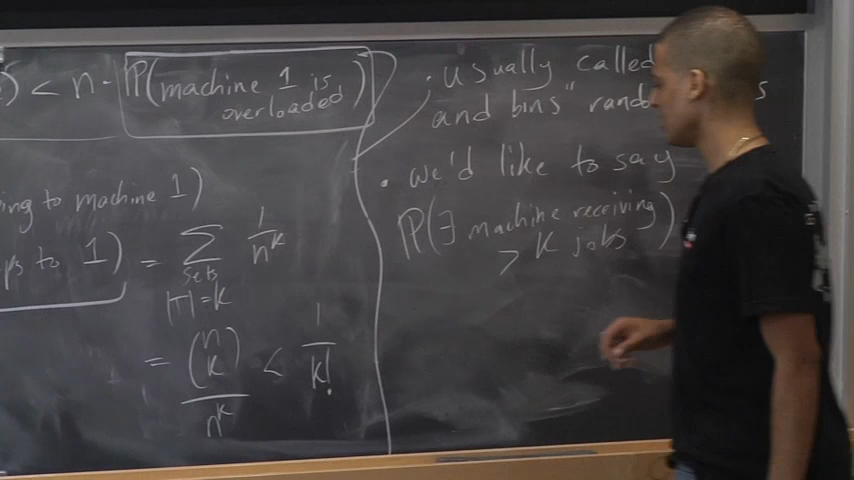 ) < n · P(machine 1 is
overloaded)
ing to machine 1)
ps to 1) = Σ 1/n^k
sets
|T|=k
= (n k)/n^k < 1/k!
· usually called
and bins" rando s
· we'd like to say
P(∃ machine receiving
> k jobs)